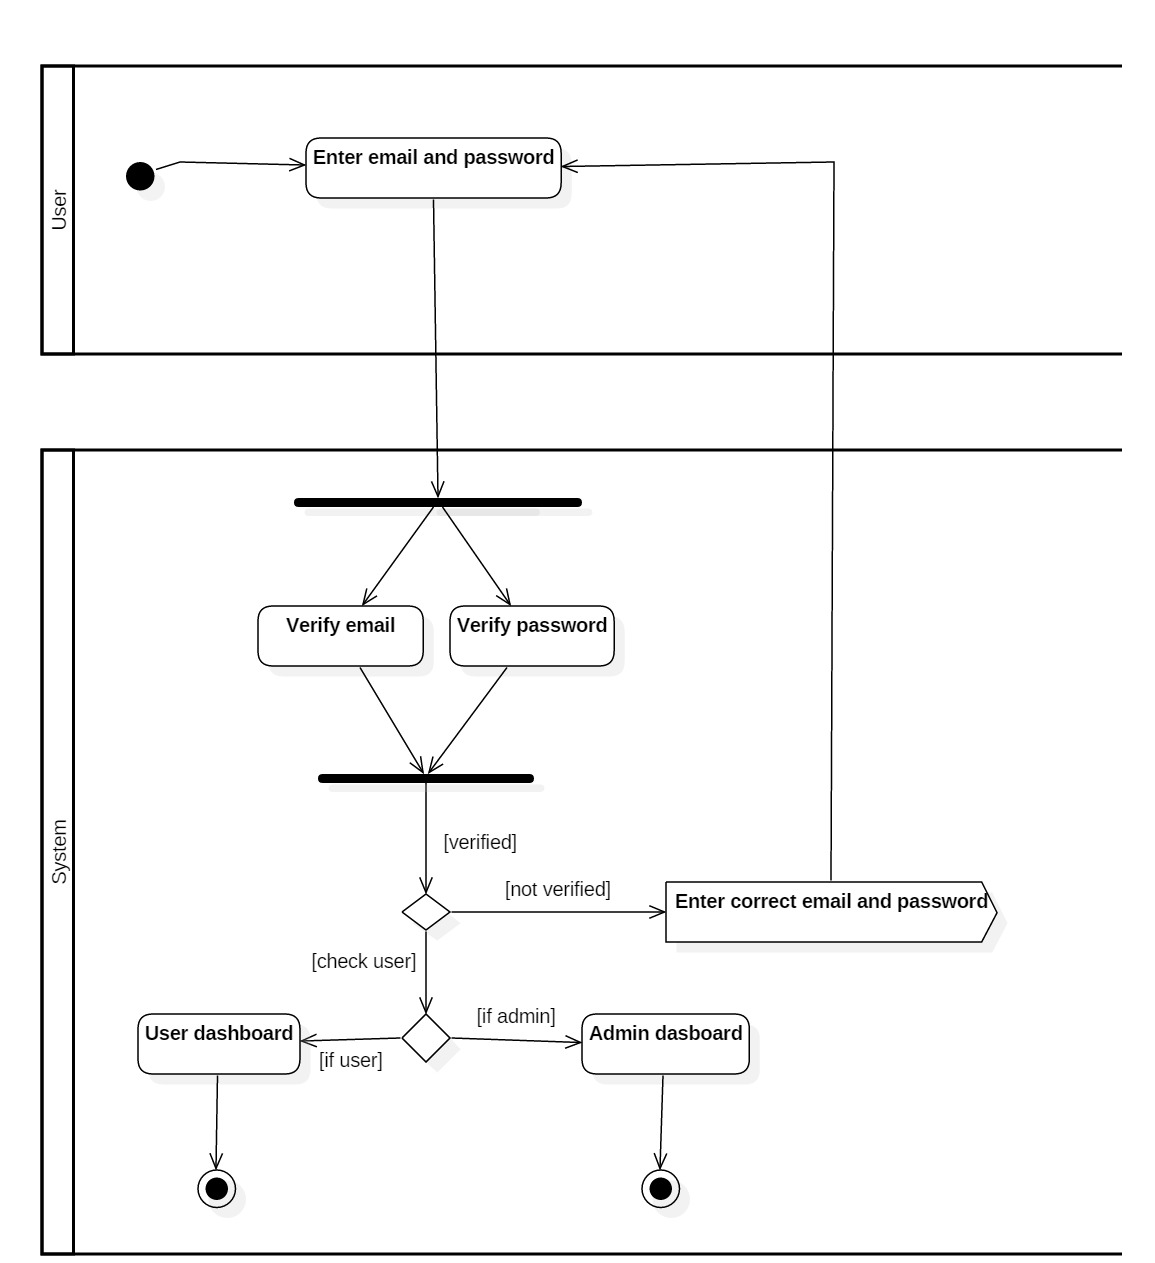 User
Enter email and password
System
Verify email
Verify password
[verified]
[not verified]
Enter correct email and password
[check user]
[if admin]
User dashboard
Admin dasboard
[if user]